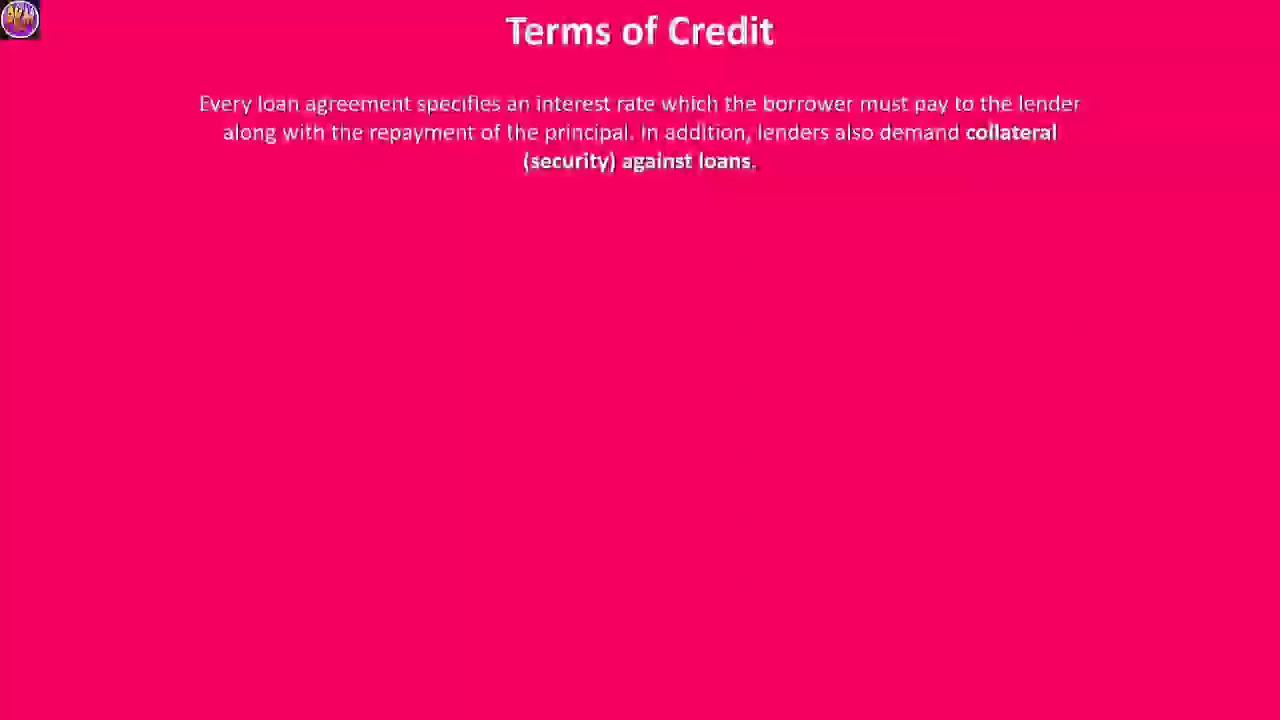 Terms of Credit
Every loan agreement specifies an interest rate which the borrower must pay to the lender
along with the repayment of the principal. In addition, lenders also demand collateral
(security) against loans.